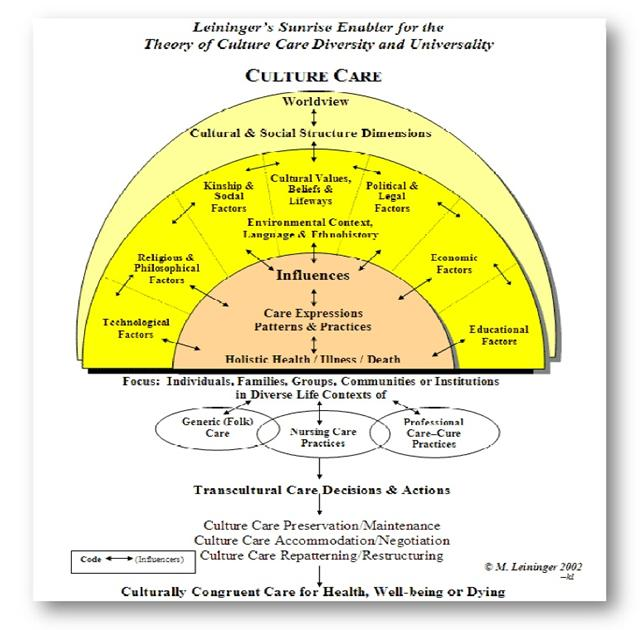 Leininger's Sunrise Enabler for the
Theory of Culture Care Diversity and Universality
CULTURE CARE
Worldview
Cultural & Social Structure Dimensions
Kinship &
Social
Factors
Cultural Values,
Beliefs &
Lifeways
Political &
Legal
Factors
Environmental Context,
Language & Ethnohistory
Religious &
Philosophical
Factors
Influences
Economic
Factors
Technological
Factors
Care Expressions
Patterns & Practices
Educational
Factors
Holistic Health / Illness / Death
Focus: Individuals, Families, Groups, Communities or Institutions
in Diverse Life Contexts of
Generic (Folk)
Care
Nursing Care
Practices
Professional
Care–Cure
Practices
Transcultural Care Decisions & Actions
Culture Care Preservation/Maintenance
Culture Care Accommodation/Negotiation
Culture Care Repatterning/Restructuring
Code (Influencers)
© M. Leininger 2002
Culturally Congruent Care for Health, Well-being or Dying